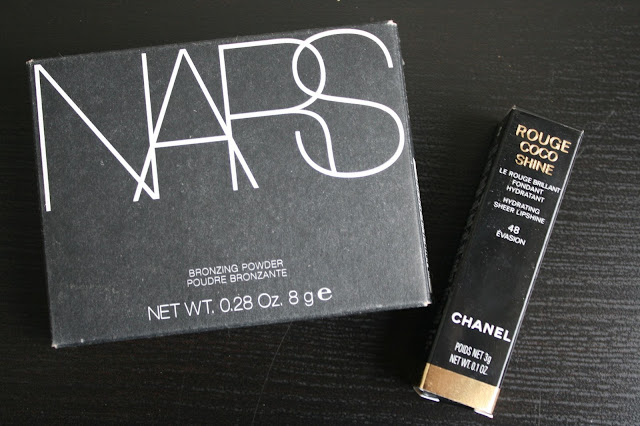 NARS
BRONZING POWDER
POUDRE BRONZANTE
NET WT. 0.28 Oz. 8 g e
ROUGE
COCO
SHINE
LE ROUGE BRILLANT
FONDANT
HYDRATANT
HYDRATING
SHEER LIPSHINE
48
ÉVASION
CHANEL
POIDS NET 3g
NET WT. 0.1 OZ.